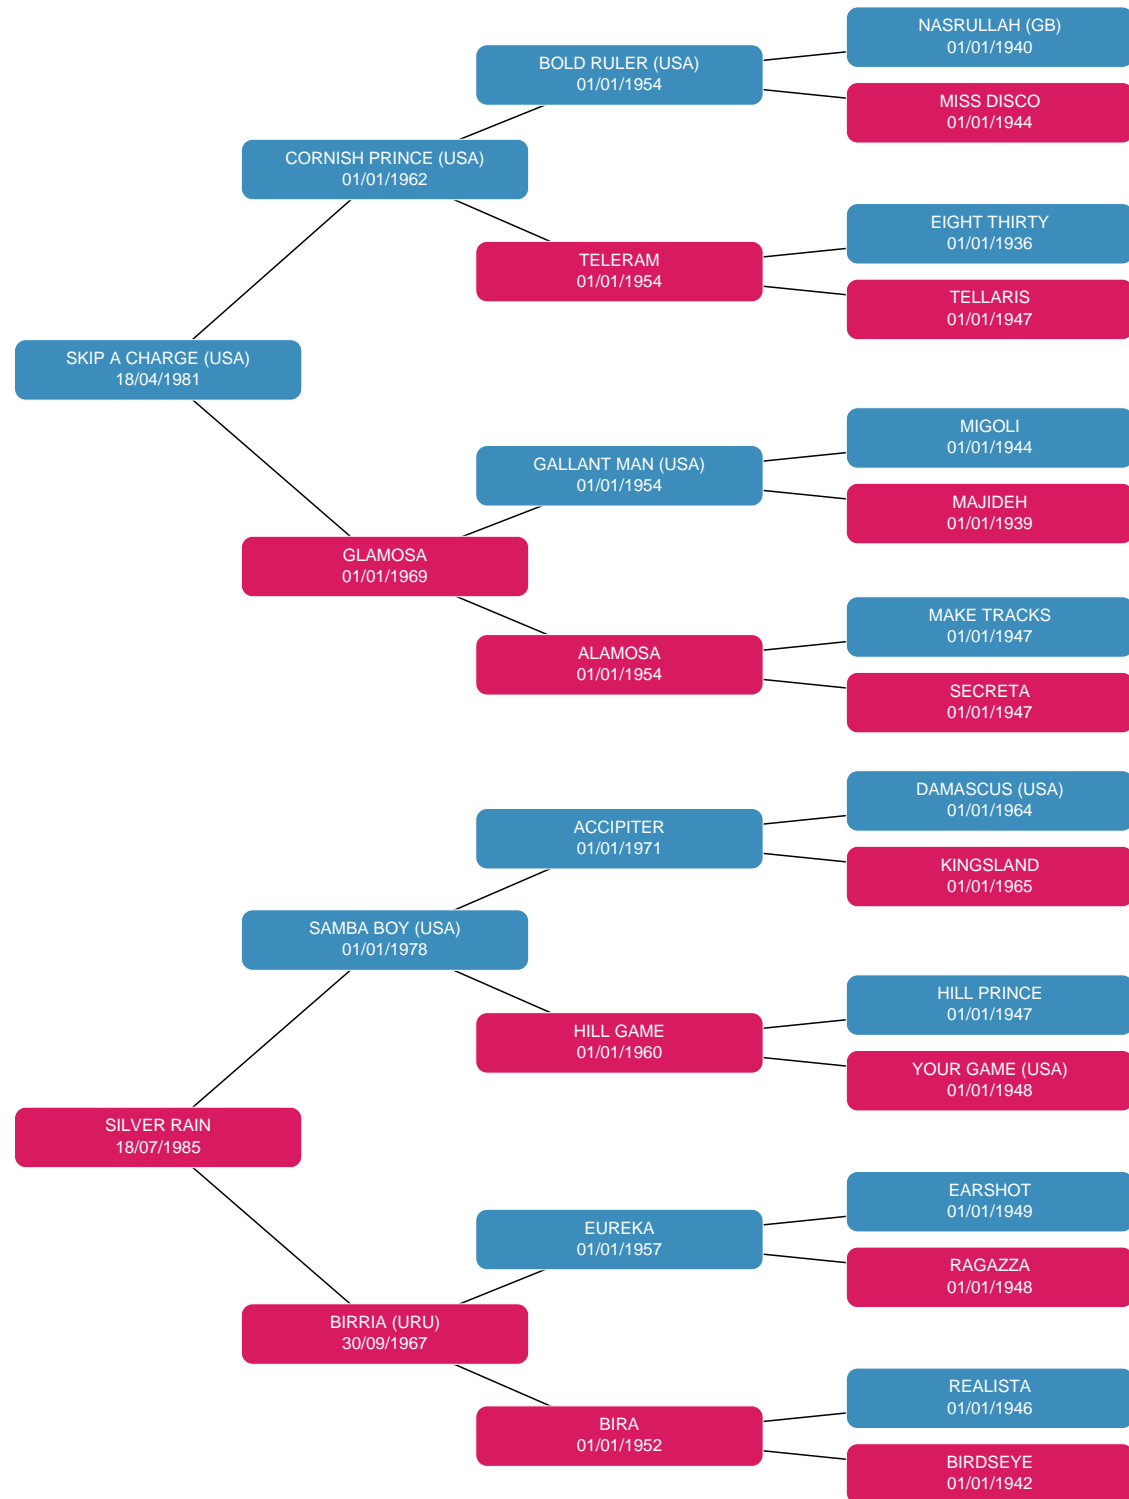 NASRULLAH (GB)
01/01/1940
BOLD RULER (USA)
01/01/1954
MISS DISCO
01/01/1944
CORNISH PRINCE (USA)
01/01/1962
EIGHT THIRTY
01/01/1936
TELERAM
01/01/1954
TELLARIS
01/01/1947
SKIP A CHARGE (USA)
18/04/1981
MIGOLI
01/01/1944
GALLANT MAN (USA)
01/01/1954
MAJIDEH
01/01/1939
GLAMOSA
01/01/1969
MAKE TRACKS
01/01/1947
ALAMOSA
01/01/1954
SECRETA
01/01/1947
DAMASCUS (USA)
01/01/1964
ACCIPITER
01/01/1971
KINGSLAND
01/01/1965
SAMBA BOY (USA)
01/01/1978
HILL PRINCE
01/01/1947
HILL GAME
01/01/1960
YOUR GAME (USA)
01/01/1948
SILVER RAIN
18/07/1985
EARSHOT
01/01/1949
EUREKA
01/01/1957
RAGAZZA
01/01/1948
BIRRIA (URU)
30/09/1967
REALISTA
01/01/1946
BIRA
01/01/1952
BIRDSEYE
01/01/1942